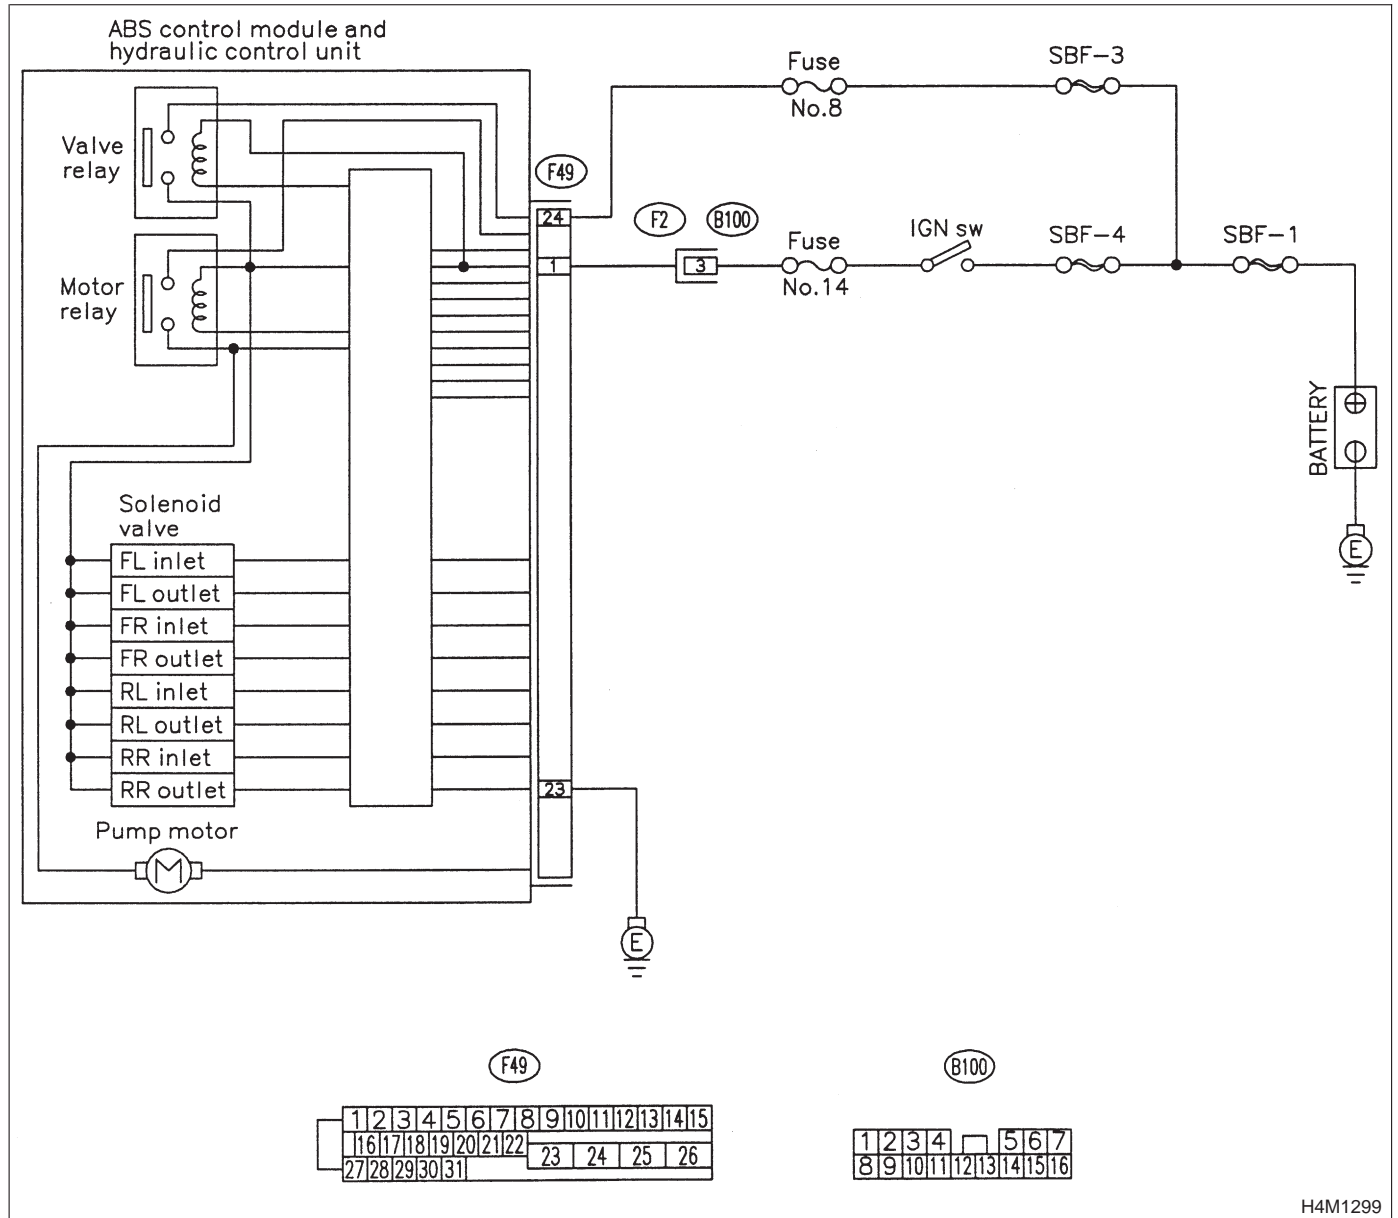 ABS control module and
hydraulic control unit
Valve
relay
Motor
relay
F49
24
1
23
F2
B100
3
Fuse
No.8
SBF-3
Fuse
No.14
IGN sw
SBF-4
SBF-1
BATTERY
E
Solenoid
valve
FL inlet
FL outlet
FR inlet
FR outlet
RL inlet
RL outlet
RR inlet
RR outlet
Pump motor
M
E
F49
1 2 3 4 5 6 7 8 9 10 11 12 13 14 15
16 17 18 19 20 21 22
23 24 25 26
27 28 29 30 31
B100
1 2 3 4 5 6 7
8 9 10 11 12 13 14 15 16
H4M1299